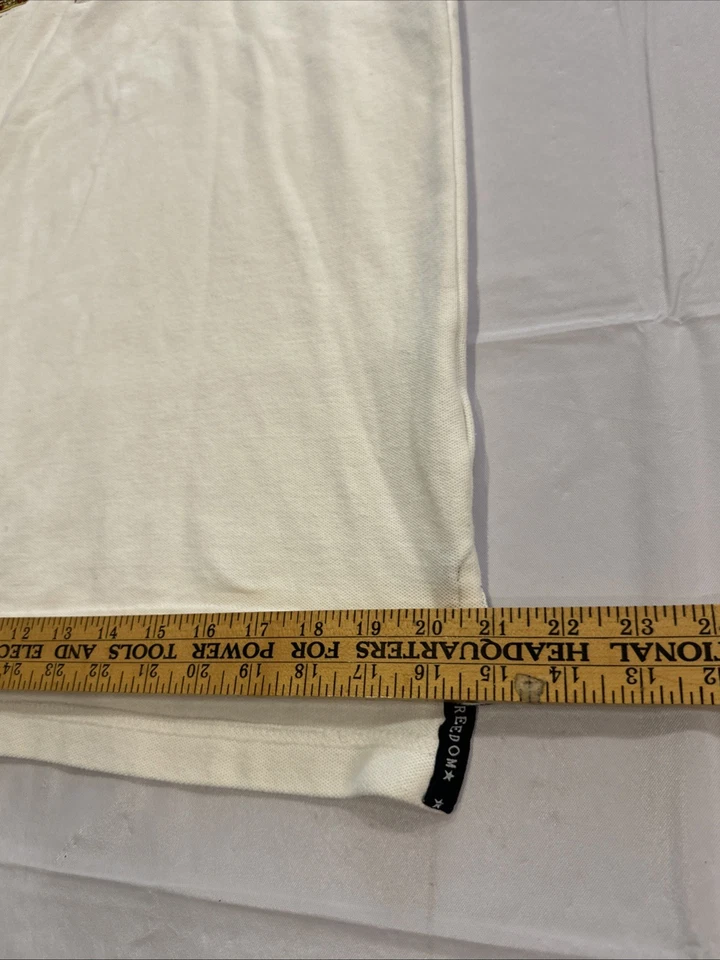 12 13 14 15 16 17 18 19 20 21 22 23 2
TIONAL HEADQUARTERS FOR POWER TOOLS AND ELEC
12 13 14 15 16 17 18 19 20 21 22 23 24
REEDOM★